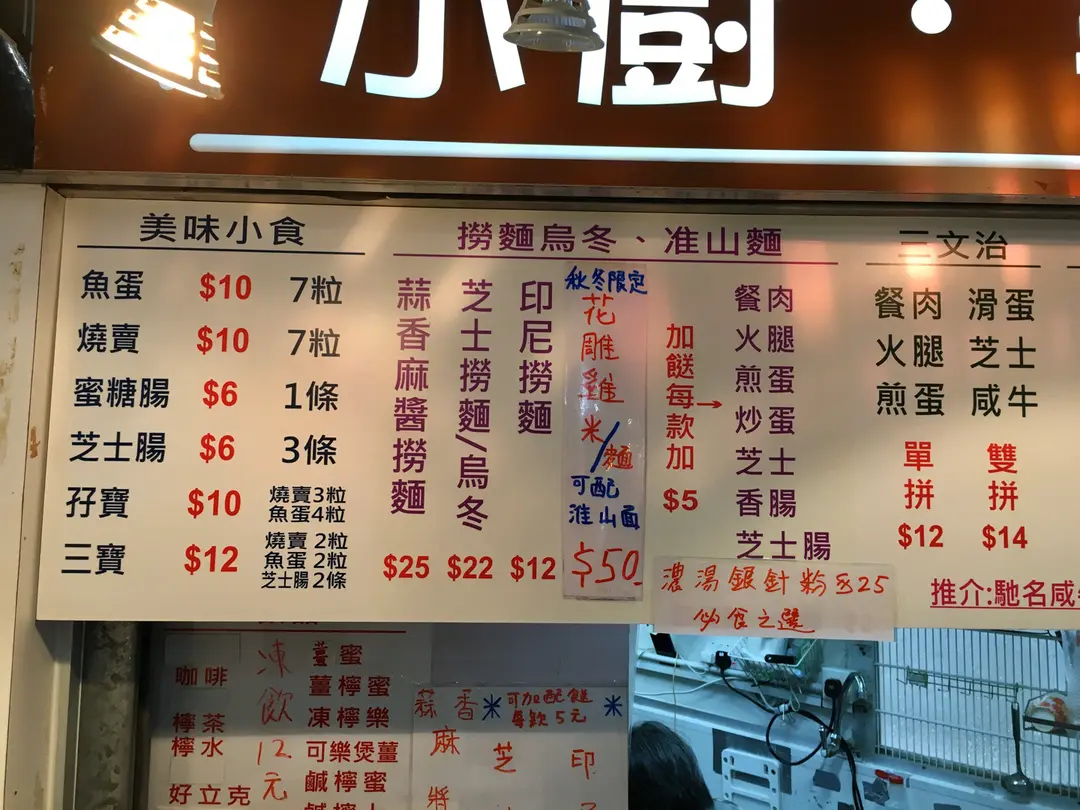 小廚·
美味小食
魚蛋 $10 7粒
燒賣 $10 7粒
蜜糖腸 $6 1條
芝士腸 $6 3條
孖寶 $10 燒賣3粒 魚蛋4粒
三寶 $12 燒賣2粒 魚蛋2粒 芝士腸2條
撈麵烏冬、准山麵
蒜香麻醬撈麵 $25
芝士撈麵/烏冬 $22
印尼撈麵 $12
秋冬限定
花雕雞米/麵
可配
淮山面
$50
加餸每款加 → $5
餐肉
火腿
煎蛋
炒蛋
芝士
香腸
芝士腸
濃湯銀針粉$25
必食之選
三文治
餐肉 滑蛋
火腿 芝士
煎蛋 咸牛
單拼 $12
雙拼 $14
推介:馳名咸
咖啡
檸茶
檸水
好立克
凍飲12元
薑蜜
薑檸蜜
凍檸樂
可樂煲薑
鹹檸蜜
鹹檸
蒜香
麻
將
*可加配餸
每款5元*
芝
印